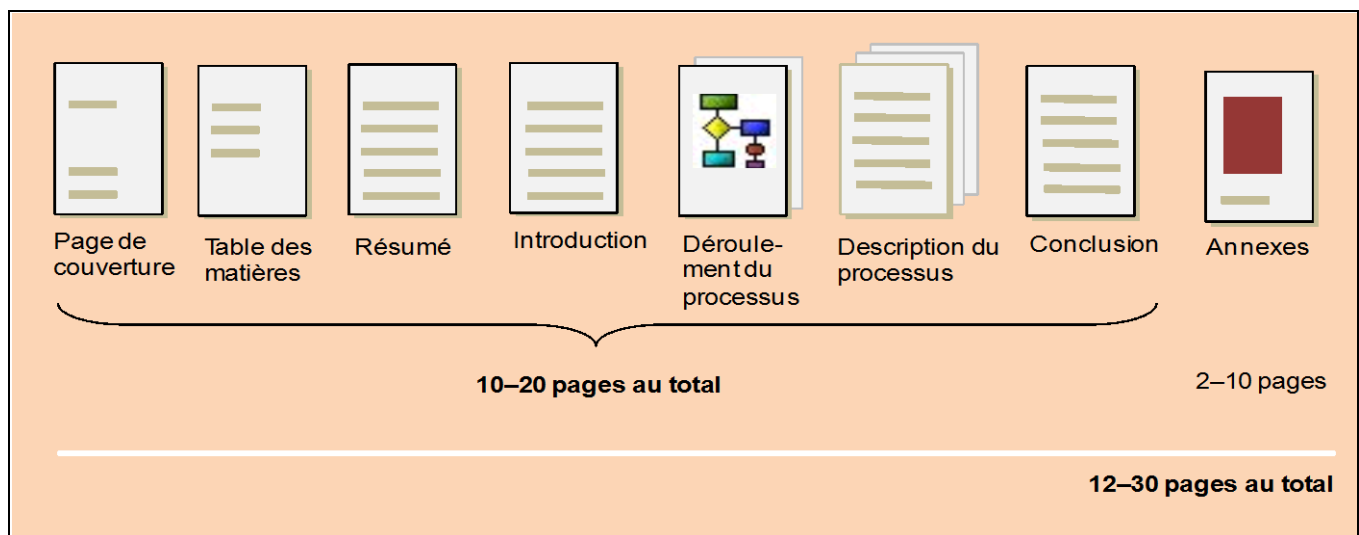 Page de
couverture
Table des
matières
Résumé
Introduction
Déroule-
ment du
processus
Description du
processus
Conclusion
Annexes
10–20 pages au total
2–10 pages
12–30 pages au total